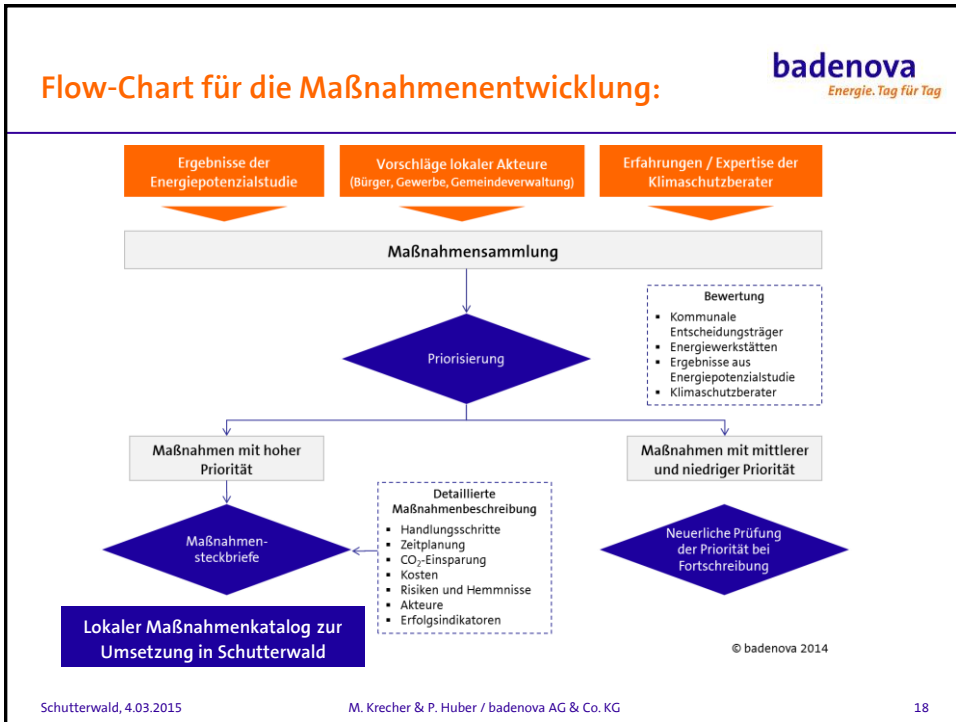 Flow-Chart für die Maßnahmenentwicklung:
badenova
Energie. Tag für Tag
Ergebnisse der
Energiepotenzialstudie
Vorschläge lokaler Akteure
(Bürger, Gewerbe, Gemeindeverwaltung)
Erfahrungen / Expertise der
Klimaschutzberater
Maßnahmensammlung
Bewertung
▪ Kommunale
Entscheidungsträger
▪ Energiewerkstätten
▪ Ergebnisse aus
Energiepotenzialstudie
▪ Klimaschutzberater
Priorisierung
Maßnahmen mit hoher
Priorität
Maßnahmen mit mittlerer
und niedriger Priorität
Maßnahmen-
steckbriefe
Detaillierte
Maßnahmenbeschreibung
▪ Handlungsschritte
▪ Zeitplanung
▪ CO₂-Einsparung
▪ Kosten
▪ Risiken und Hemmnisse
▪ Akteure
▪ Erfolgsindikatoren
Neuerliche Prüfung
der Priorität bei
Fortschreibung
Lokaler Maßnahmenkatalog zur
Umsetzung in Schutterwald
© badenova 2014
Schutterwald, 4.03.2015
M. Krecher & P. Huber / badenova AG & Co. KG
18